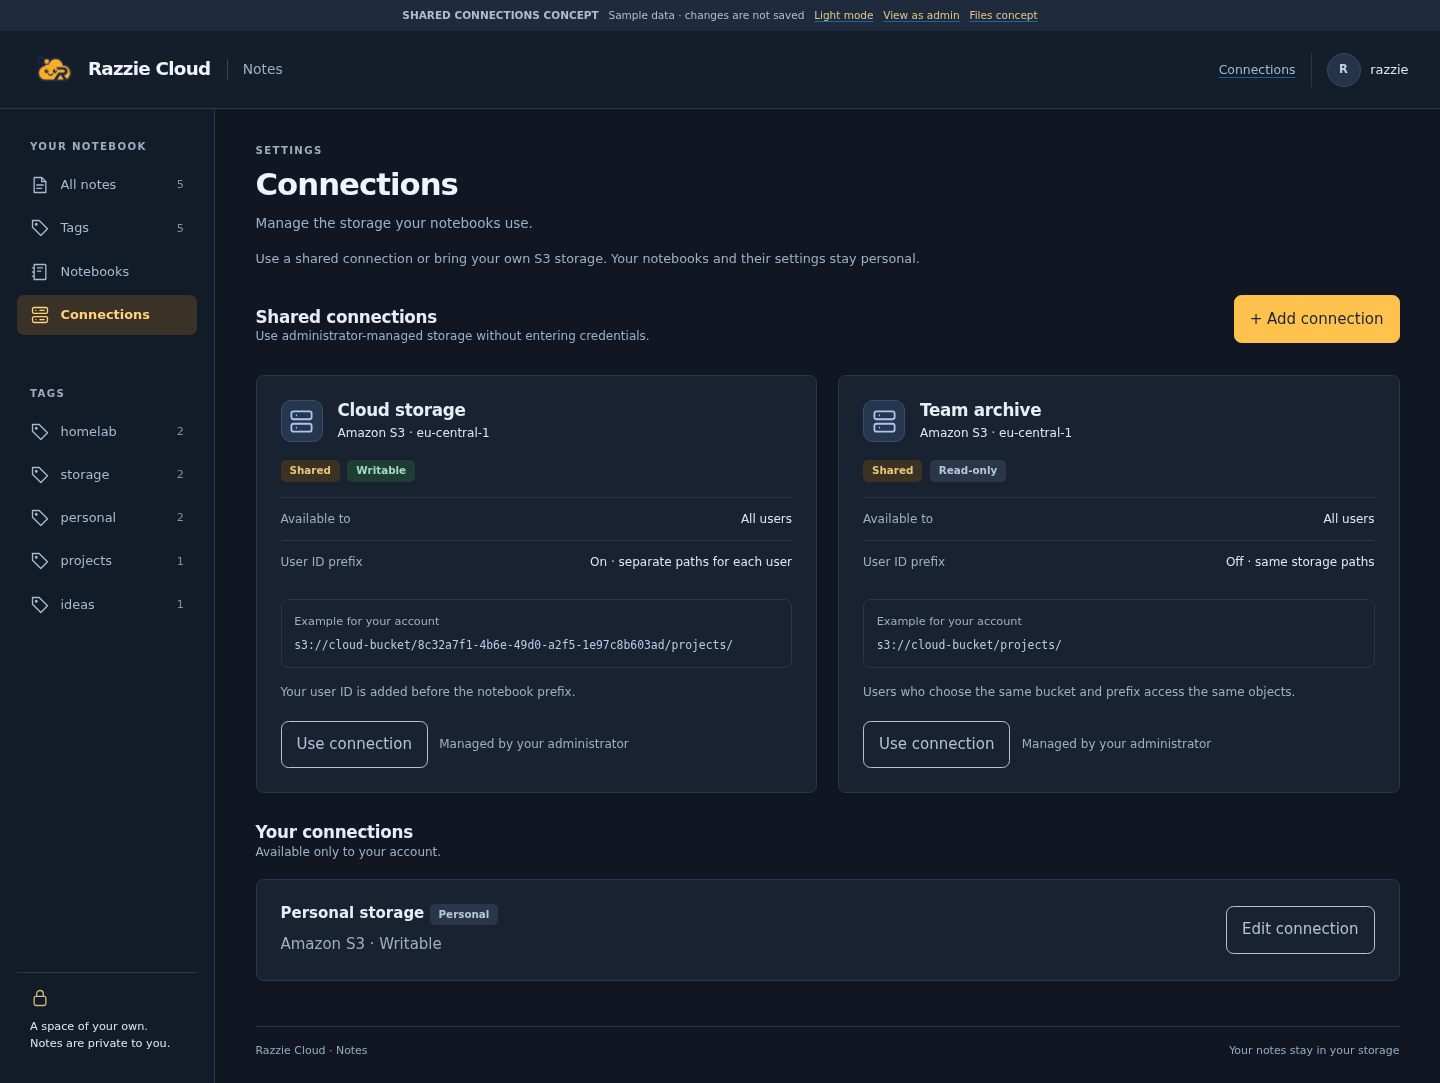 SHARED CONNECTIONS CONCEPT Sample data · changes are not saved Light mode View as admin Files concept
Razzie Cloud Notes
Connections R razzie
YOUR NOTEBOOK
All notes 5
Tags 5
Notebooks
Connections
TAGS
homelab 2
storage 2
personal 2
projects 1
ideas 1
A space of your own.
Notes are private to you.
SETTINGS
Connections
Manage the storage your notebooks use.
Use a shared connection or bring your own S3 storage. Your notebooks and their settings stay personal.
Shared connections
Use administrator-managed storage without entering credentials.
+ Add connection
Cloud storage
Amazon S3 · eu-central-1
Shared Writable
Available to All users
User ID prefix On · separate paths for each user
Example for your account
s3://cloud-bucket/8c32a7f1-4b6e-49d0-a2f5-1e97c8b603ad/projects/
Your user ID is added before the notebook prefix.
Use connection Managed by your administrator
Team archive
Amazon S3 · eu-central-1
Shared Read-only
Available to All users
User ID prefix Off · same storage paths
Example for your account
s3://cloud-bucket/projects/
Users who choose the same bucket and prefix access the same objects.
Use connection Managed by your administrator
Your connections
Available only to your account.
Personal storage Personal
Amazon S3 · Writable
Edit connection
Razzie Cloud · Notes
Your notes stay in your storage